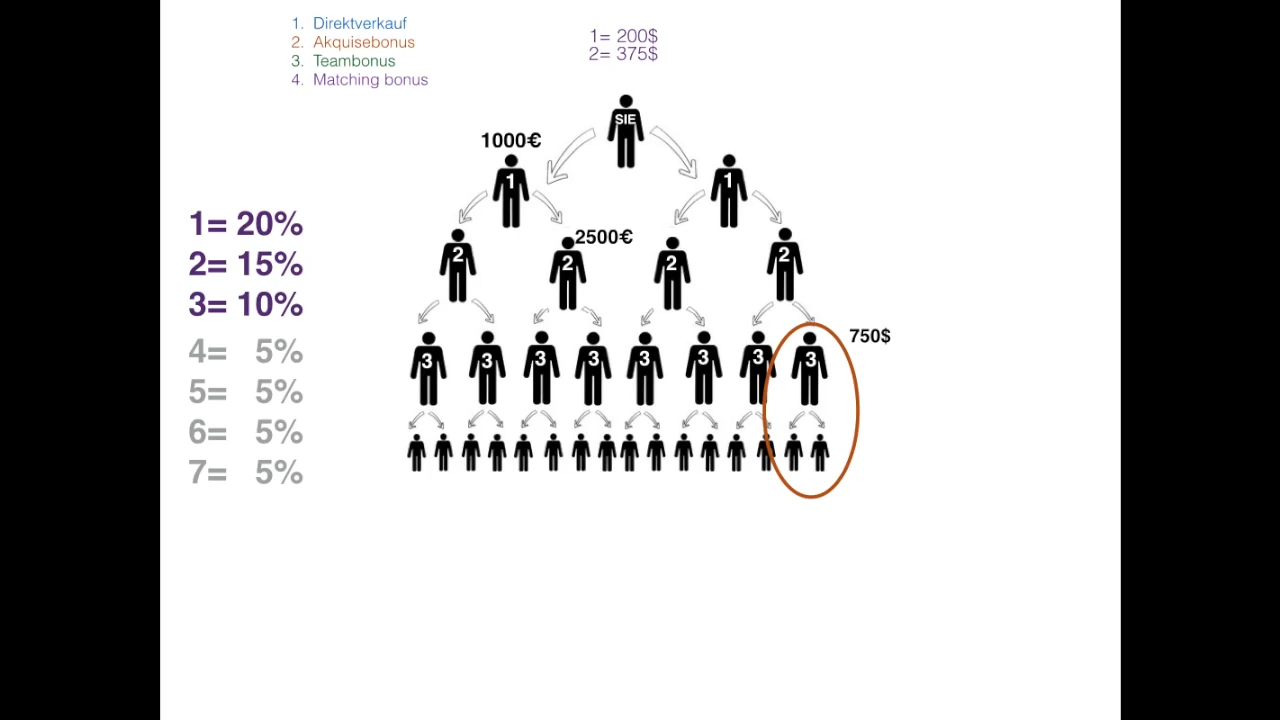 1. Direktverkauf
2. Akquisebonus
3. Teambonus
4. Matching bonus
1= 200$
2= 375$
SIE
1000€
1 1
1= 20%
2= 15%
3= 10%
4= 5%
5= 5%
6= 5%
7= 5%
2500€
2 2 2 2
750$
3 3 3 3 3 3 3 3